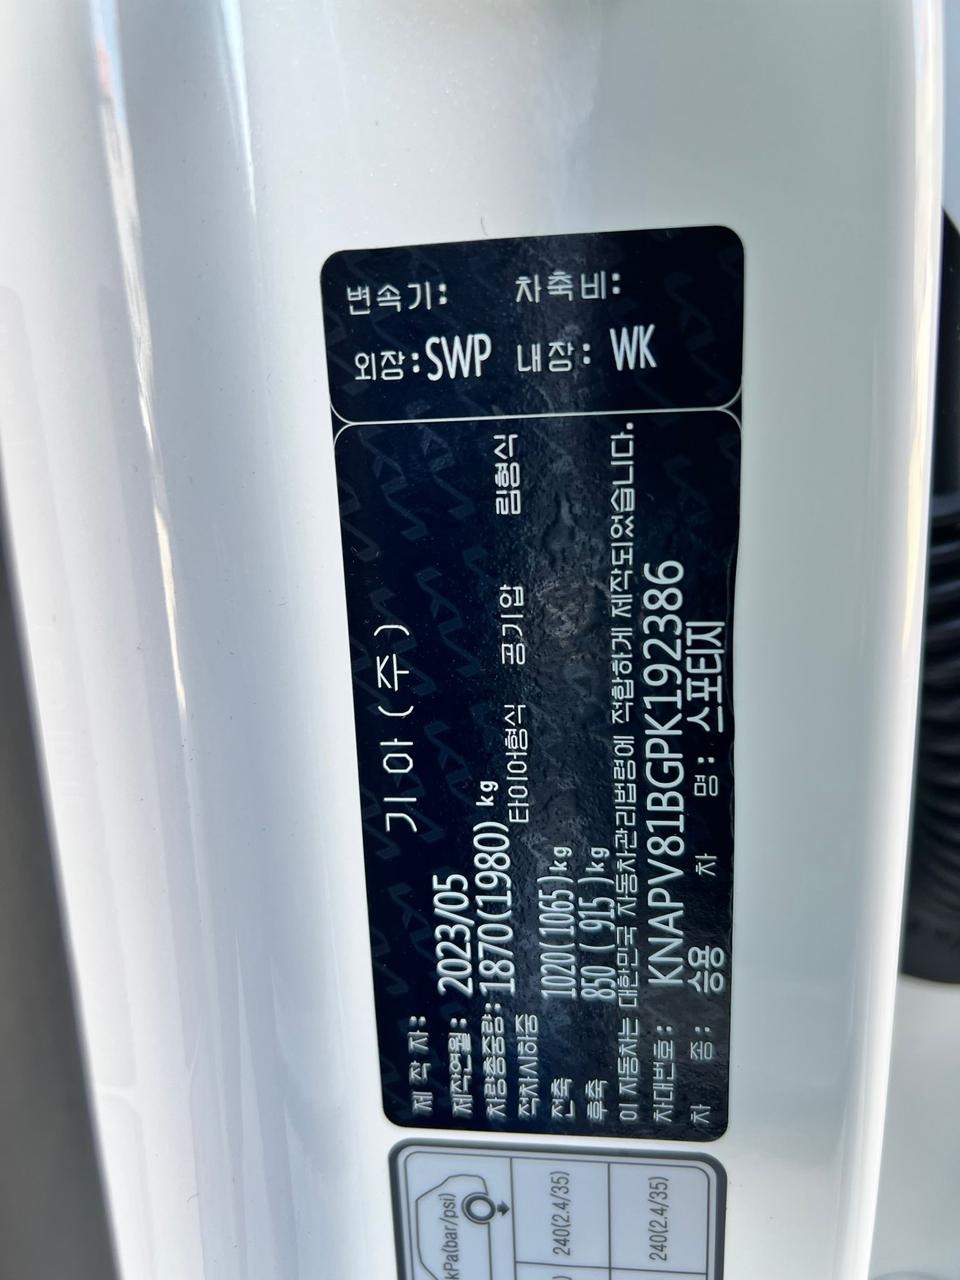 변속기: 차축비:
외장:SWP 내장: WK
제 작 자: 기 아 (주)
제작연월: 2023/05
차량총중량: 1870(1980) kg
적차시하중 타이어형식 공기압 림형식
전축 1020(1065)kg
후축 850 ( 915 )kg
이 자동차는 대한민국 자동차관리법령에 적합하게 제작되었습니다.
차대번호: KNAPV81BGPK192386
차 종: 승용 차 명: 스포티지
kPa(bar/psi)
240(2.4/35)
240(2.4/35)